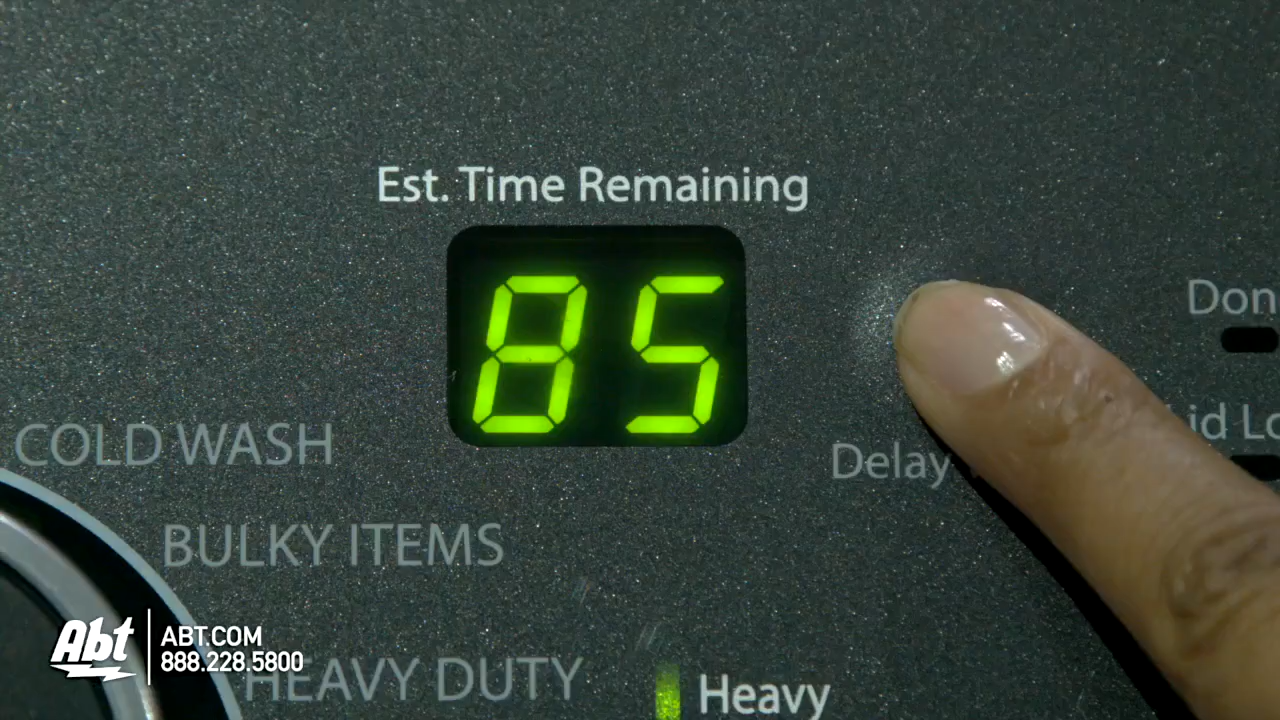 Est. Time Remaining
85
Don
Lid Lo
Delay
COLD WASH
BULKY ITEMS
HEAVY DUTY
Heavy
Abt
ABT.COM
888.228.5800